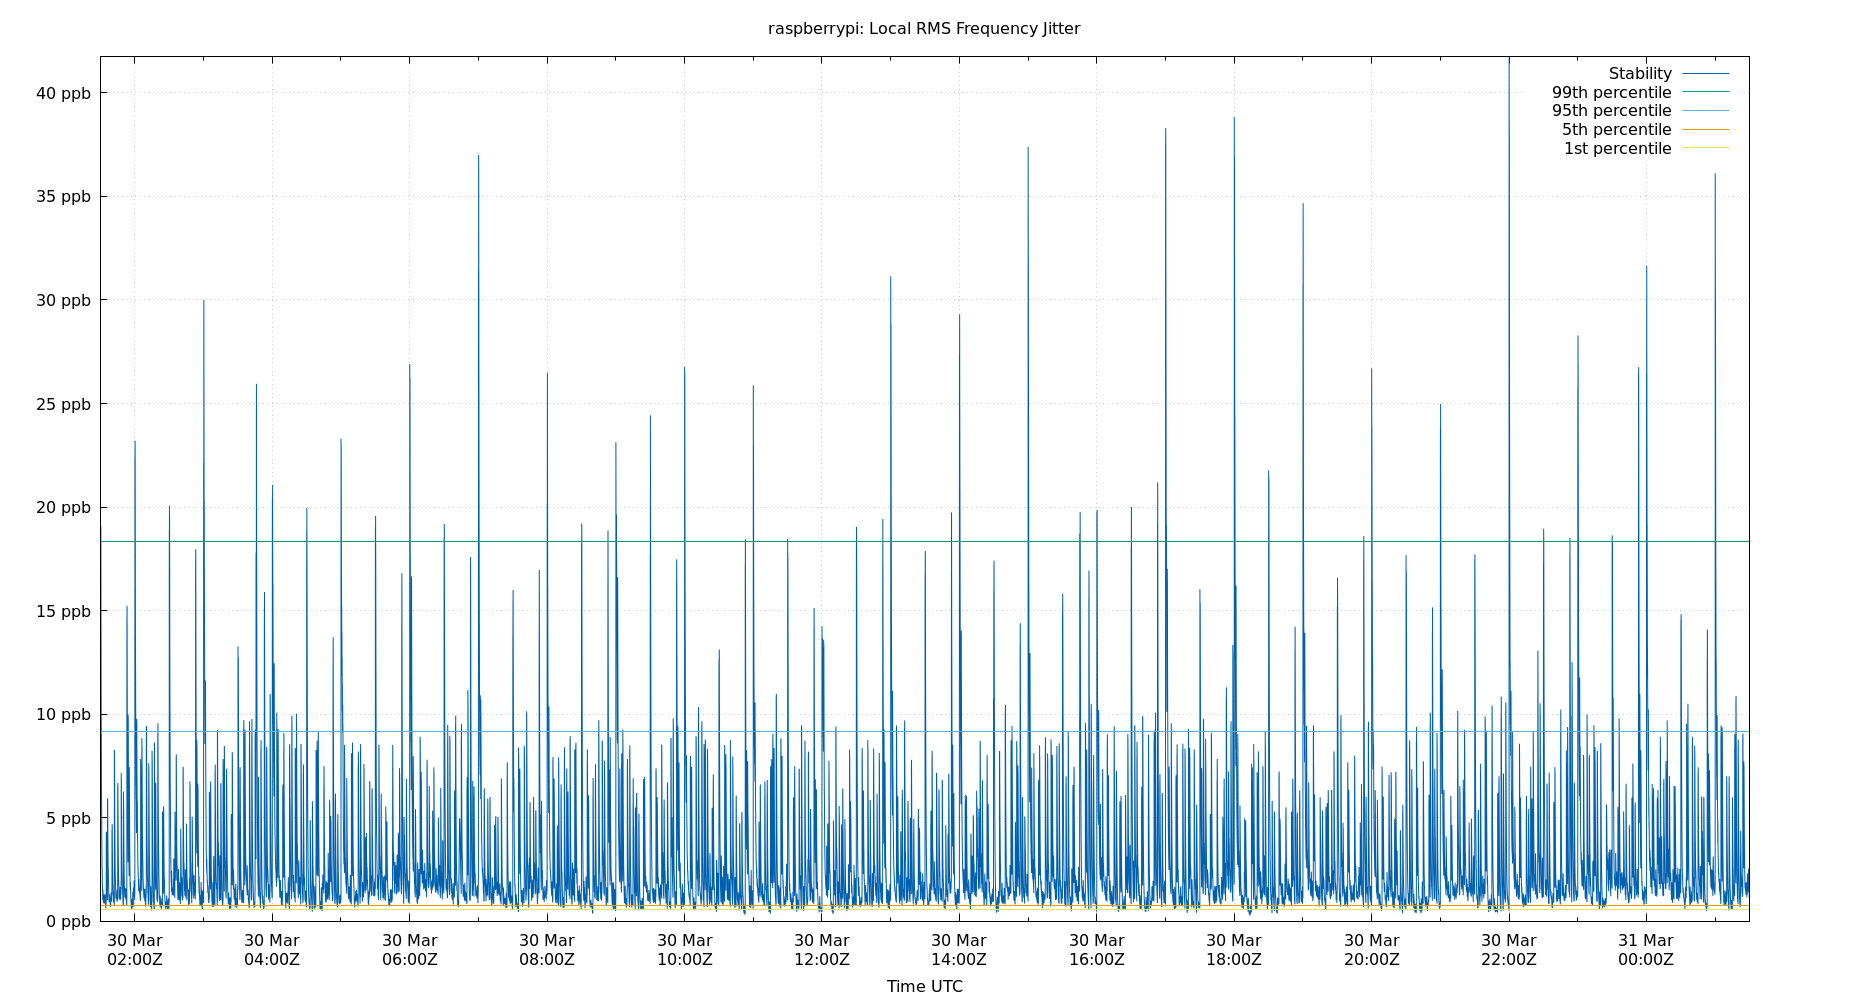 raspberrypi: Local RMS Frequency Jitter
Stability
99th percentile
95th percentile
5th percentile
1st percentile
40 ppb
35 ppb
30 ppb
25 ppb
20 ppb
15 ppb
10 ppb
5 ppb
0 ppb
30 Mar 30 Mar 30 Mar 30 Mar 30 Mar 30 Mar 30 Mar 30 Mar 30 Mar 30 Mar 30 Mar 31 Mar
02:00Z 04:00Z 06:00Z 08:00Z 10:00Z 12:00Z 14:00Z 16:00Z 18:00Z 20:00Z 22:00Z 00:00Z
Time UTC